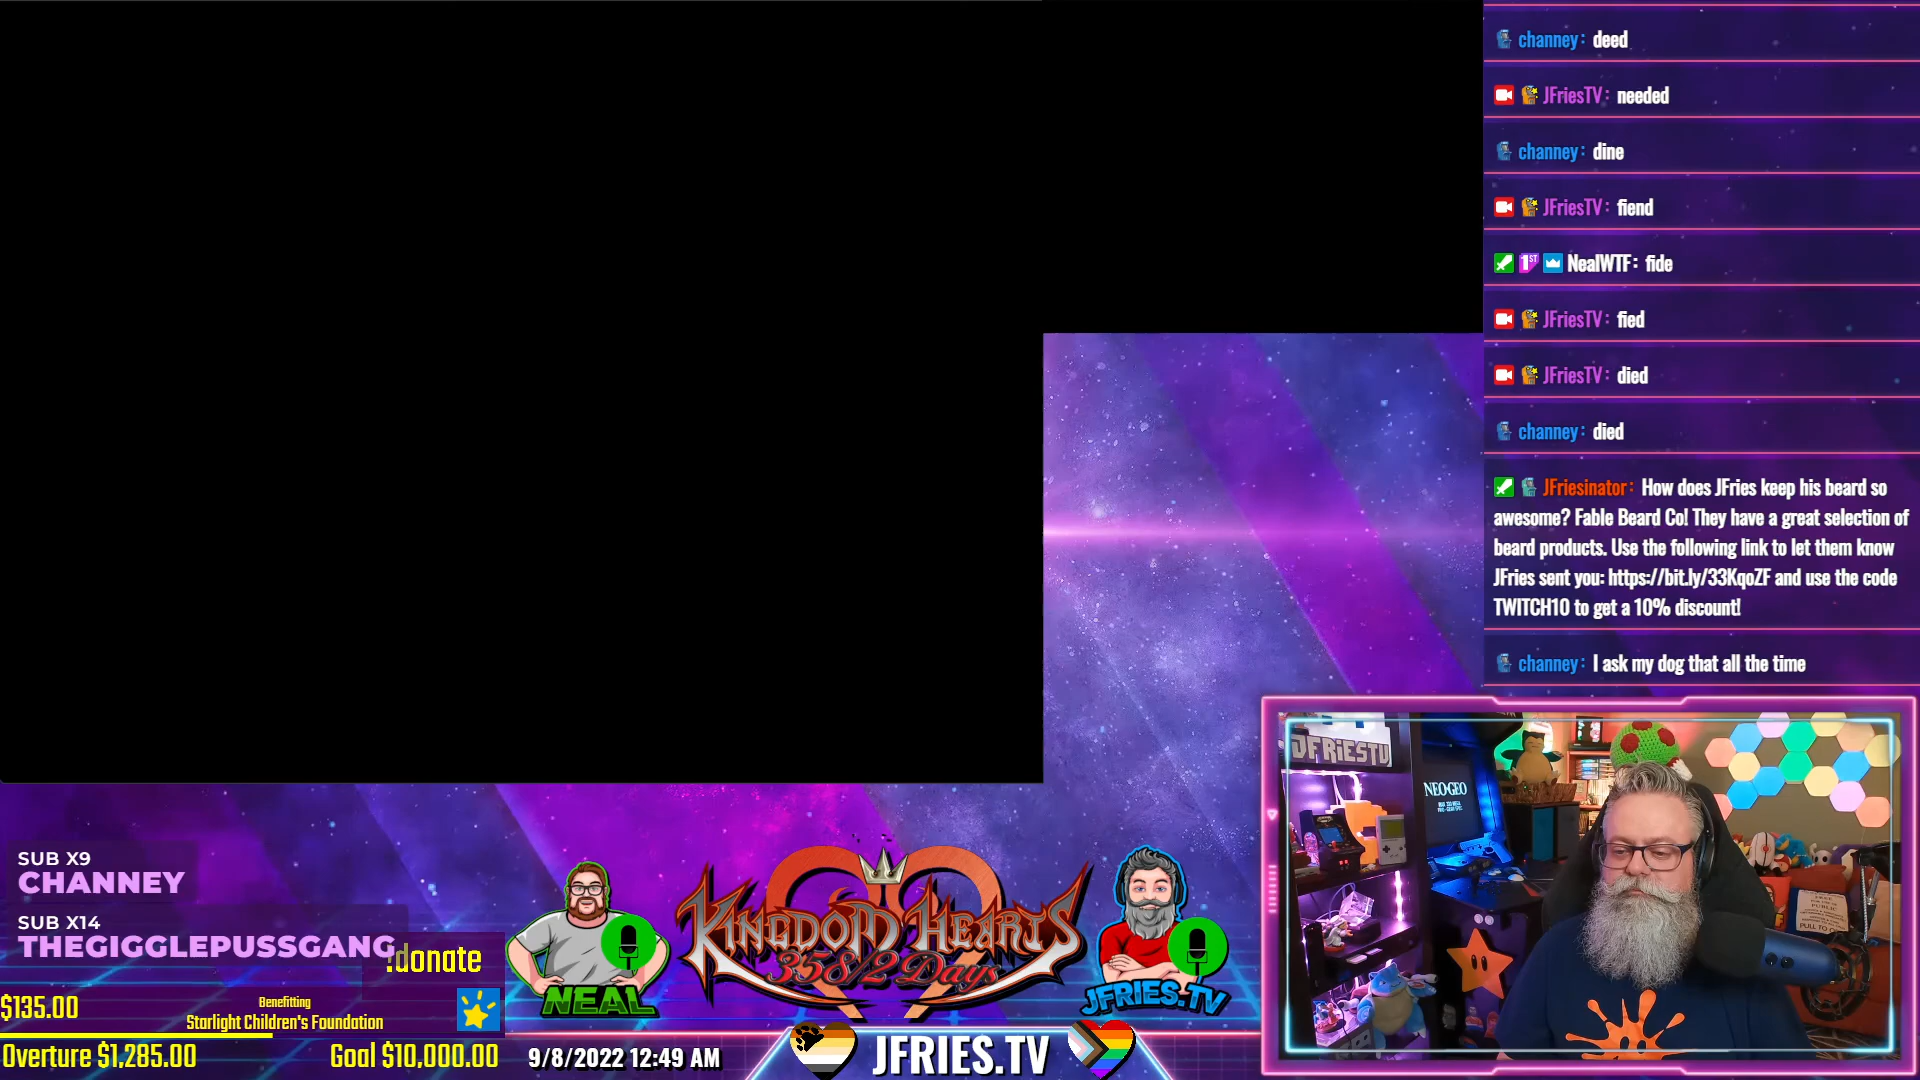 channey: deed
JFriesTV: needed
channey: dine
JFriesTV: fiend
1ST NealWTF: fide
JFriesTV: fied
JFriesTV: died
channey: died
JFriesinator: How does JFries keep his beard so
awesome? Fable Beard Co! They have a great selection of
beard products. Use the following link to let them know
JFries sent you: https://bit.ly/33KqoZF and use the code
TWITCH10 to get a 10% discount!
channey: I ask my dog that all the time
JFRIESTV
NEO·GEO
SUB X9
CHANNEY
SUB X14
THEGIGGLEPUSSGANG
!donate
$135.00
Benefitting
Starlight Children's Foundation
Overture $1,285.00
Goal $10,000.00
NEAL
KINGDOM HEARTS
358/2 Days
JFRIES.TV
9/8/2022 12:49 AM
JFRIES.TV